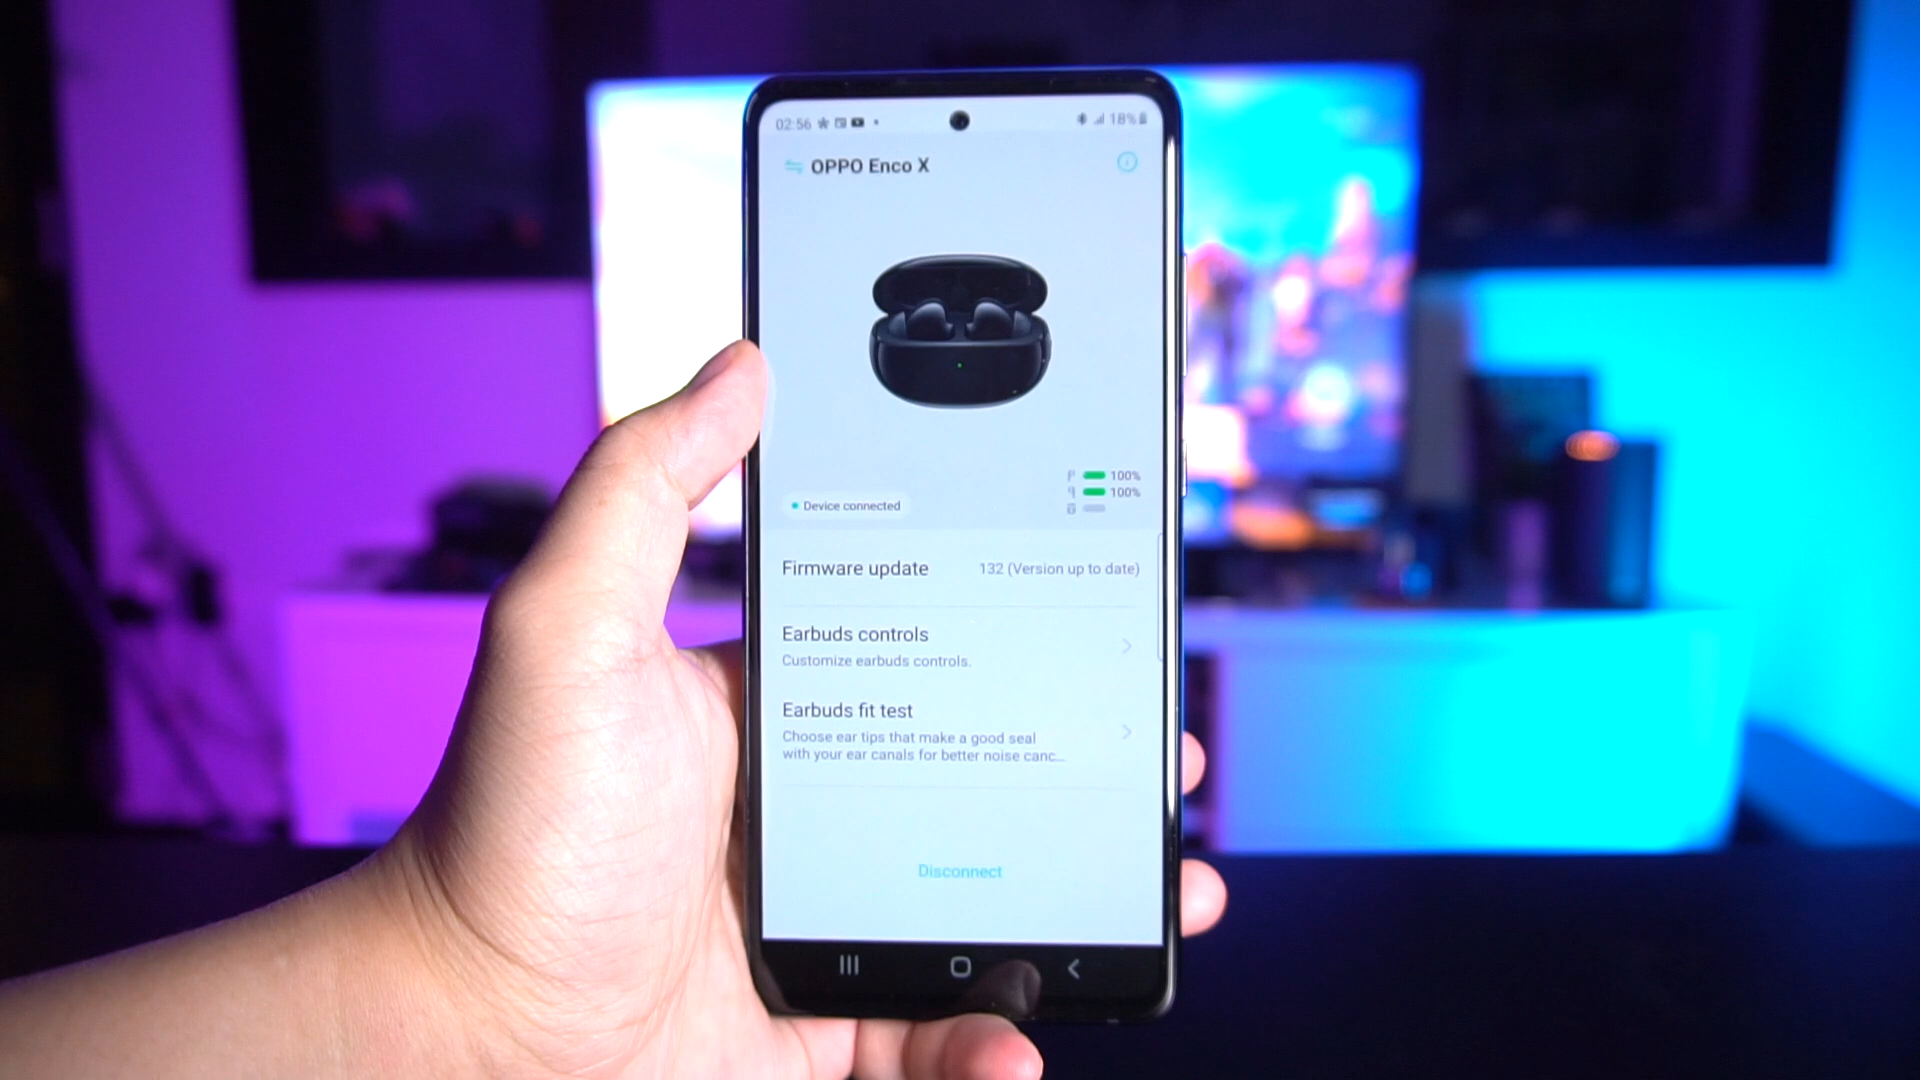 02:56
18%
OPPO Enco X
100%
100%
Device connected
Firmware update 132 (Version up to date)
Earbuds controls
Customize earbuds controls.
Earbuds fit test
Choose ear tips that make a good seal
with your ear canals for better noise canc...
Disconnect